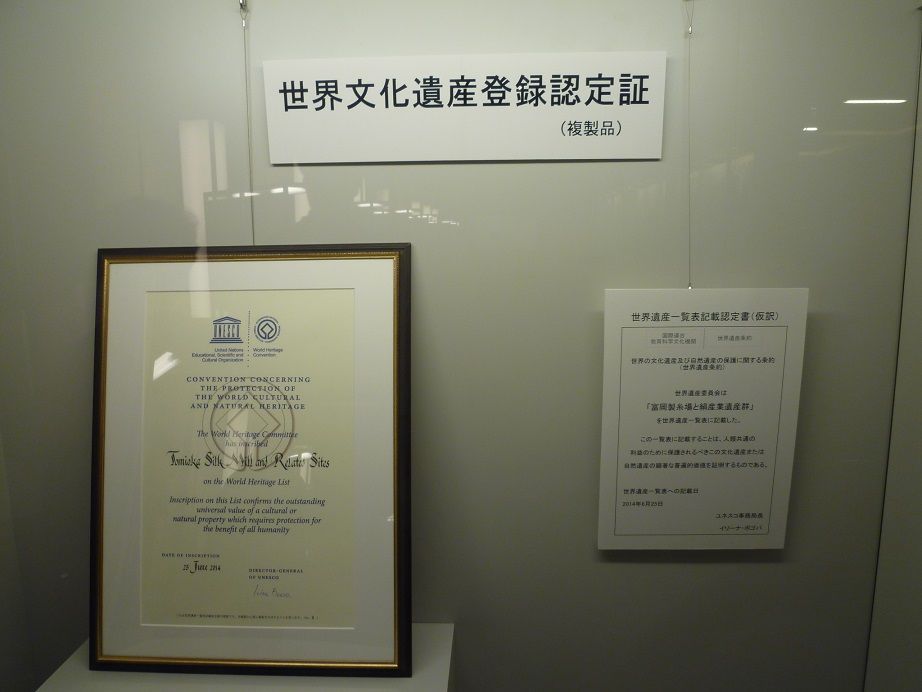 世界文化遺産登録認定証
(複製品)
UNESCO
United Nations
Educational, Scientific and
Cultural Organization
World Heritage
Convention
CONVENTION CONCERNING
THE PROTECTION OF
THE WORLD CULTURAL
AND NATURAL HERITAGE
The World Heritage Committee
has inscribed
Tomioka Silk Mill and Related Sites
on the World Heritage List
Inscription on this List confirms the outstanding
universal value of a cultural or
natural property which requires protection for
the benefit of all humanity
DATE OF INSCRIPTION
25 June 2014
DIRECTOR-GENERAL
OF UNESCO
世界遺産一覧表記載認定書(仮訳)
国際連合
教育科学文化機関
世界遺産条約
世界の文化遺産及び自然遺産の保護に関する条約
(世界遺産条約)
世界遺産委員会は
「富岡製糸場と絹産業遺産群」
を世界遺産一覧表に記載した。
この一覧表に記載することは、人類共通の
利益のために保護されるべきこの文化遺産または
自然遺産の顕著な普遍的価値を証明するものである。
世界遺産一覧表への記載日
2014年6月25日
ユネスコ事務局長
イリーナ・ボコバ